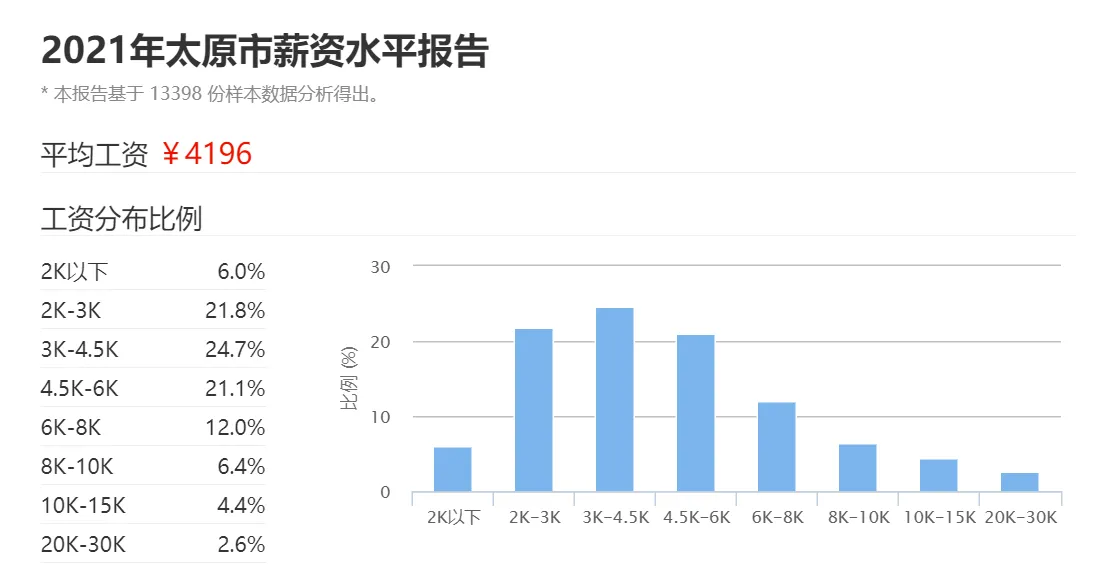 2021年太原市薪资水平报告
* 本报告基于 13398 份样本数据分析得出。
平均工资 ￥4196
工资分布比例
2K以下 6.0%
2K-3K 21.8%
3K-4.5K 24.7%
4.5K-6K 21.1%
6K-8K 12.0%
8K-10K 6.4%
10K-15K 4.4%
20K-30K 2.6%
比例 (%)
30
20
10
0
2K以下 2K-3K 3K-4.5K 4.5K-6K 6K-8K 8K-10K 10K-15K 20K-30K